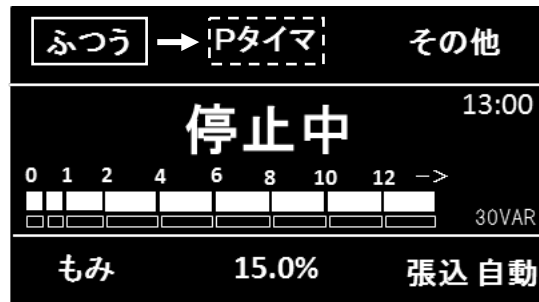 ふつう → Pタイマ その他
13:00
停止中
0 1 2 4 6 8 10 12 ->
30VAR
もみ 15.0% 張込 自動